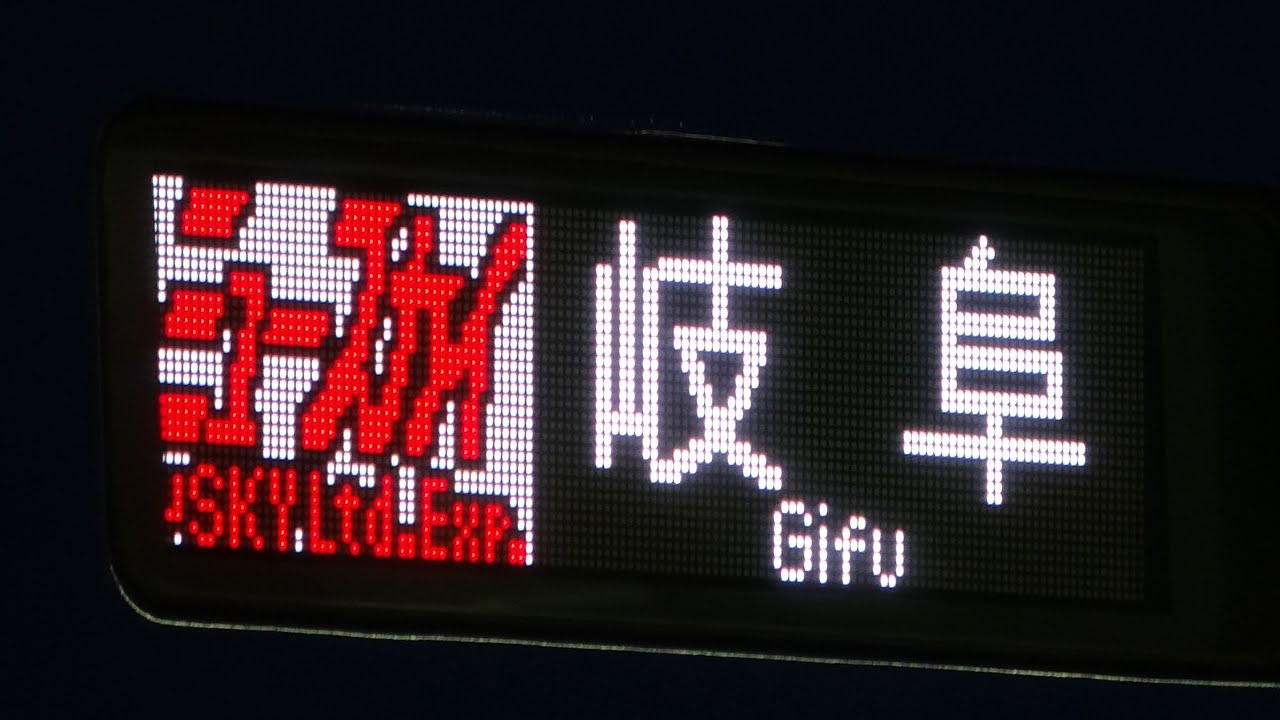 μSKY Ltd.Exp.
岐阜
Gifu